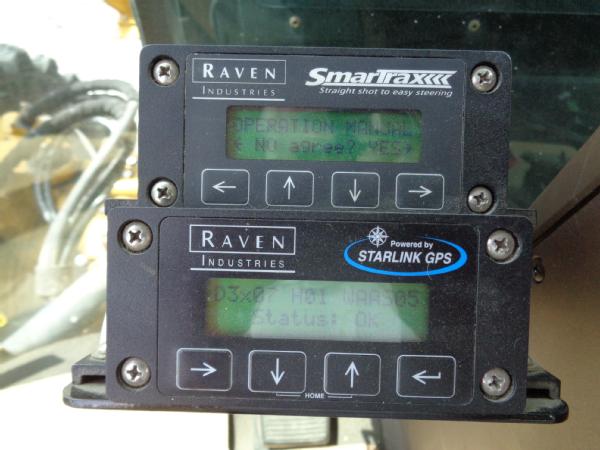 RAVEN
INDUSTRIES
SMARTRAX
Straight shot to easy steering
OPERATION MANUAL
< NO agree? YES>
RAVEN
INDUSTRIES
Powered by
STARLINK GPS
D3x07 H01 WAAS05
Status: OK
HOME